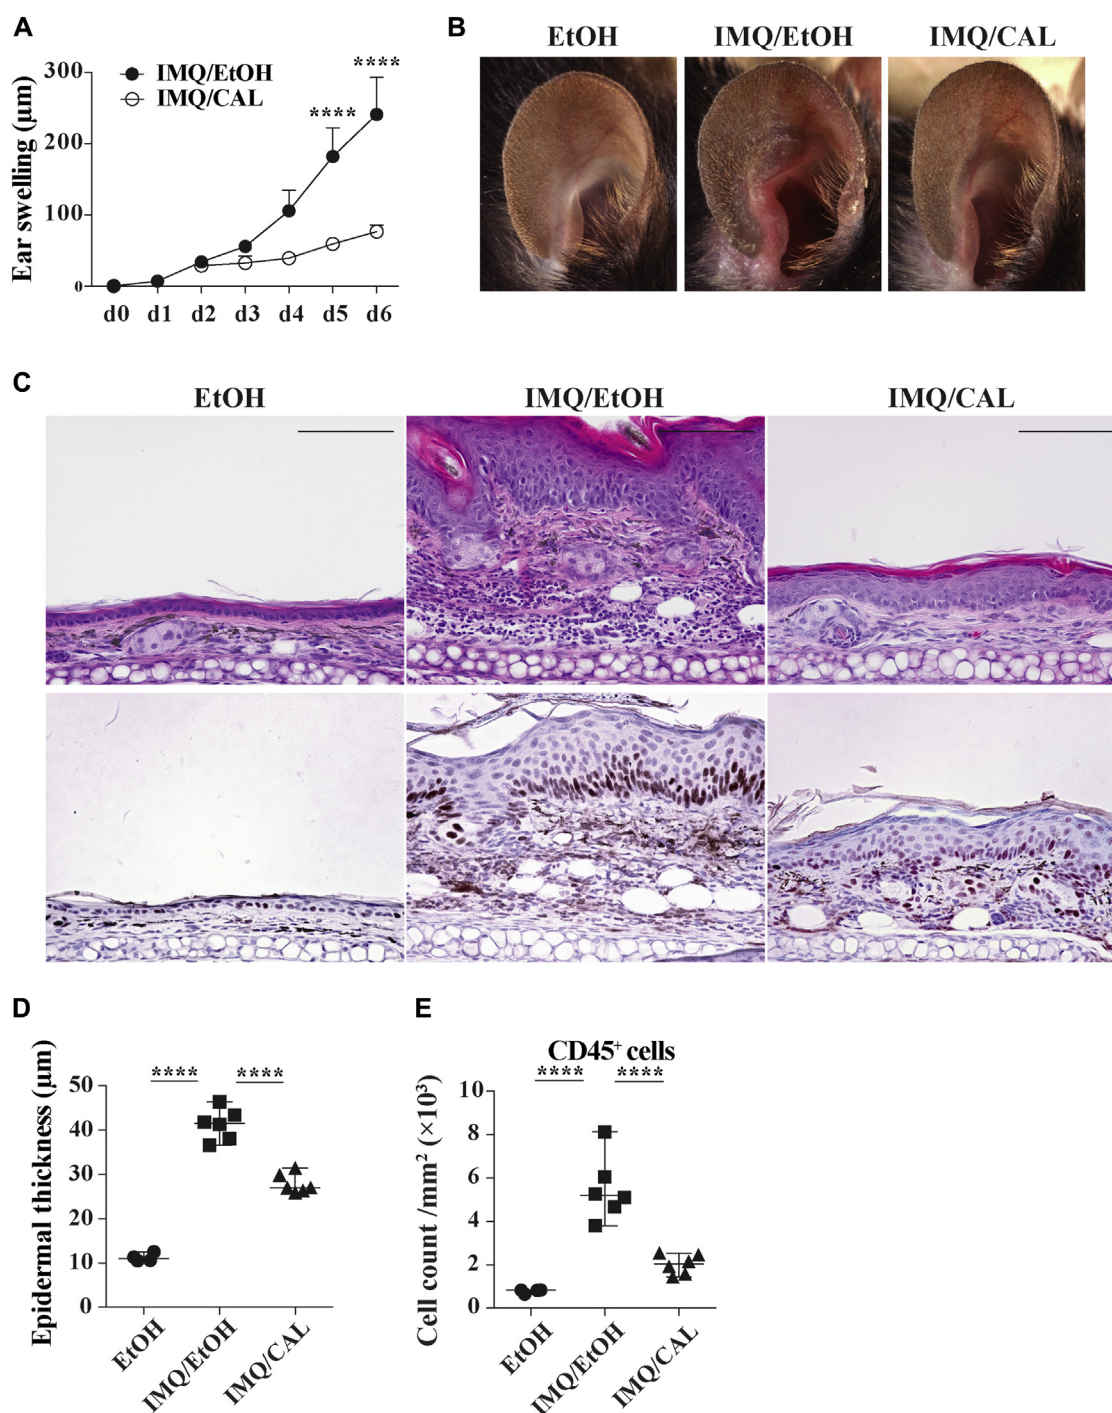 A
IMQ/EtOH
IMQ/CAL
****
****
Ear swelling (μm)
300
200
100
0
d0 d1 d2 d3 d4 d5 d6
B
EtOH IMQ/EtOH IMQ/CAL
C
EtOH IMQ/EtOH IMQ/CAL
D
Epidermal thickness (μm)
**** ****
50
40
30
20
10
0
EtOH
IMQ/EtOH
IMQ/CAL
E
CD45⁺ cells
**** ****
Cell count /mm² (×10³)
10
8
6
4
2
0
EtOH
IMQ/EtOH
IMQ/CAL